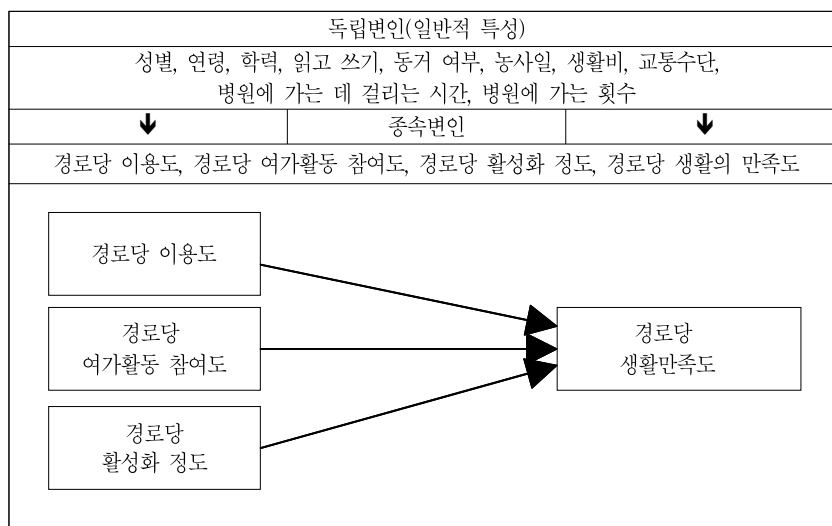 독립변인(일반적 특성)
성별, 연령, 학력, 읽고 쓰기, 동거 여부, 농사일, 생활비, 교통수단,
병원에 가는 데 걸리는 시간, 병원에 가는 횟수
🡻 종속변인 🡻
경로당 이용도, 경로당 여가활동 참여도, 경로당 활성화 정도, 경로당 생활의 만족도
경로당 이용도
경로당
여가활동 참여도
경로당
생활만족도
경로당
활성화 정도